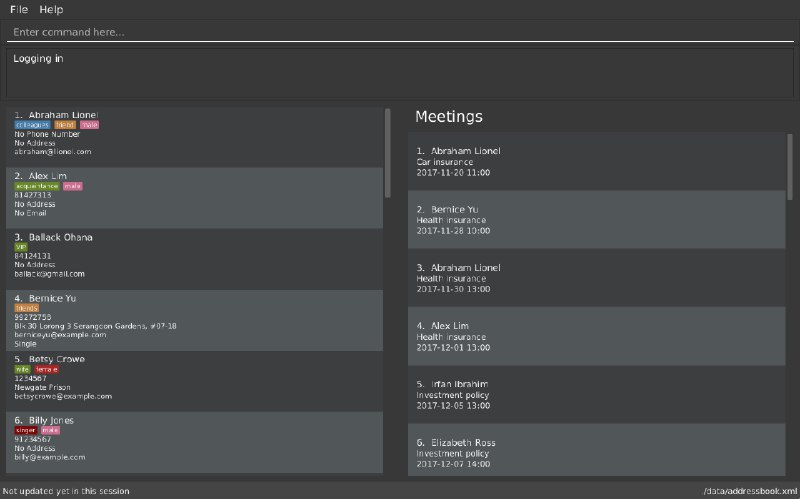 File Help
Enter command here...
Logging in
1. Abraham Lionel
colleagues friend male
No Phone Number
No Address
abraham@lionel.com
2. Alex Lim
acquaintance male
81427313
No Address
No Email
3. Ballack Ohana
VIP
84124131
No Address
ballack@gmail.com
4. Bernice Yu
friends
99272758
Blk 30 Lorong 3 Serangoon Gardens, #07-18
berniceyu@example.com
Single
5. Betsy Crowe
wife female
1234567
Newgate Prison
betsycrowe@example.com
6. Billy Jones
singer male
91234567
No Address
billy@example.com
Meetings
1. Abraham Lionel
Car insurance
2017-11-20 11:00
2. Bernice Yu
Health insurance
2017-11-28 10:00
3. Abraham Lionel
Health insurance
2017-11-30 13:00
4. Alex Lim
Health insurance
2017-12-01 13:00
5. Irfan Ibrahim
Investment policy
2017-12-05 13:00
6. Elizabeth Ross
Investment policy
2017-12-07 14:00
Not updated yet in this session
/data/addressbook.xml